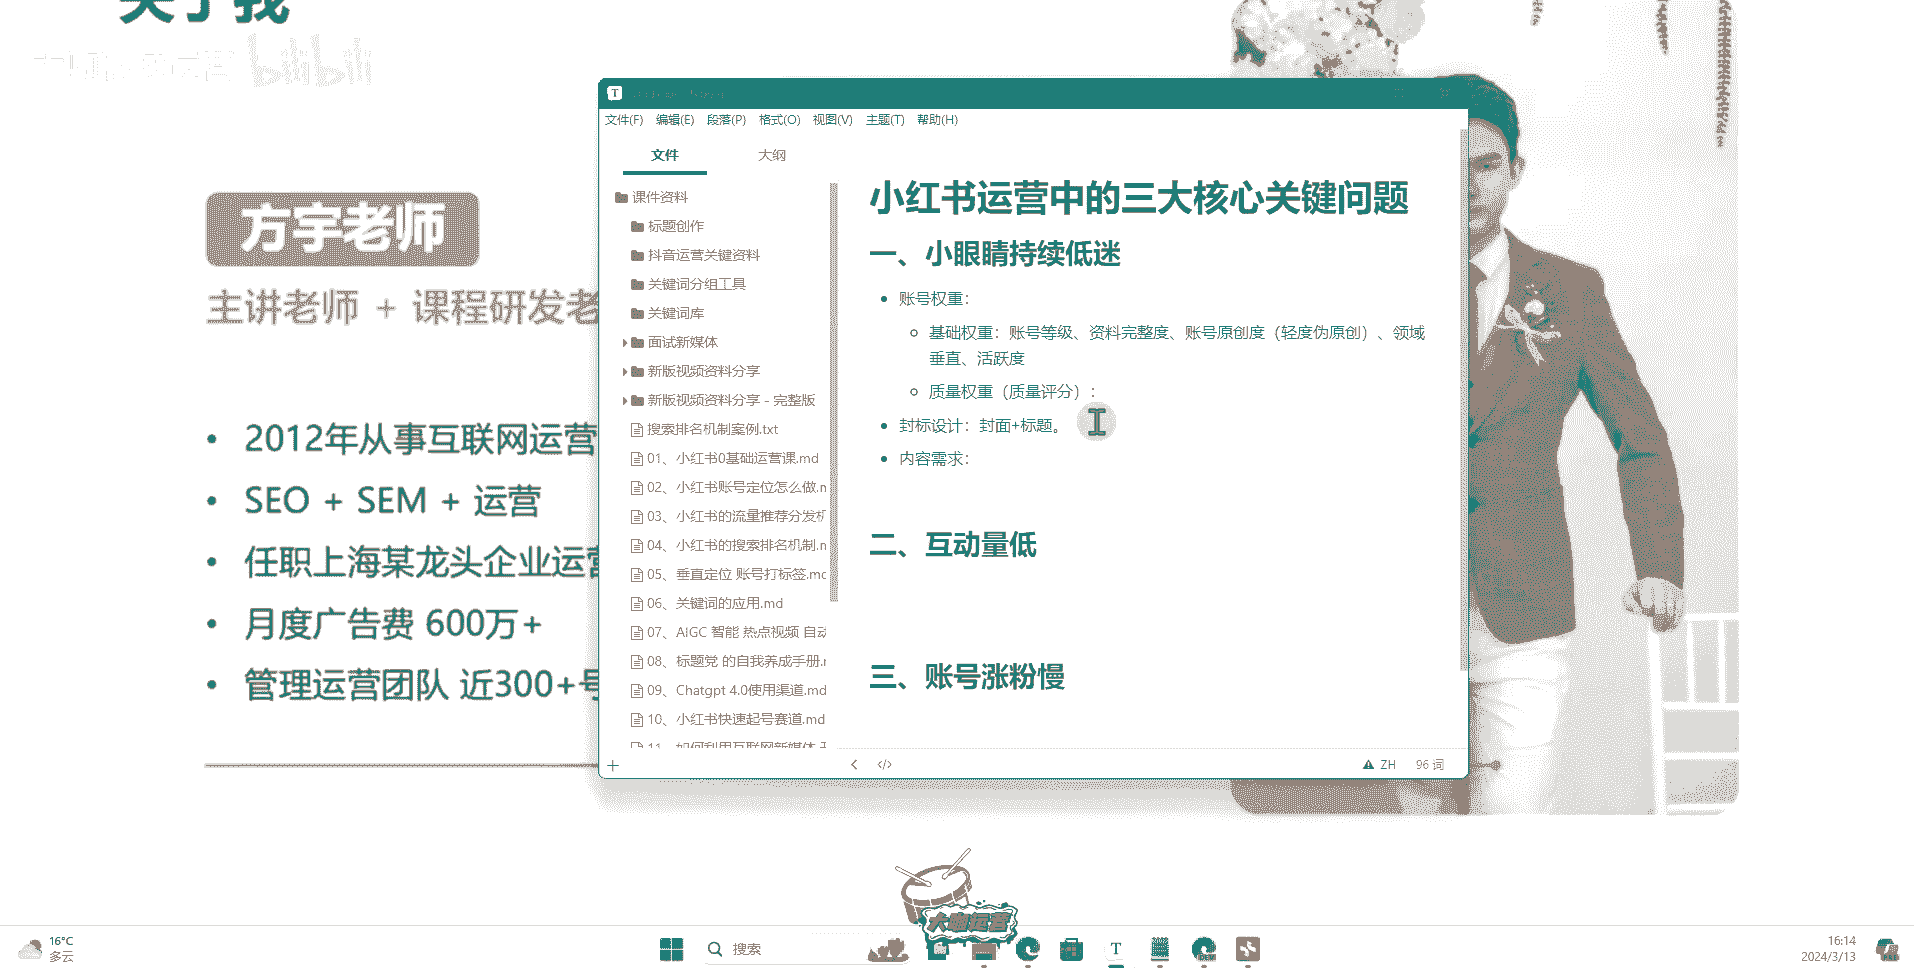 关于我
bilibili
方宇老师
主讲老师 + 课程研发老
2012年从事互联网运营
SEO + SEM + 运营
任职上海某龙头企业运营
月度广告费 600万+
管理运营团队 近300+号
T
文件(F) 编辑(E) 段落(P) 格式(O) 视图(V) 主题(T) 帮助(H)
文件 大纲
课件资料
标题创作
抖音运营关键资料
关键词分组工具
关键词库
面试新媒体
新版视频资料分享
新版视频资料分享 - 完整版
搜索排名机制案例.txt
01、小红书0基础运营课.md
02、小红书账号定位怎么做.m
03、小红书的流量推荐分发机
04、小红书的搜索排名机制.m
05、垂直定位 账号打标签.md
06、关键词的应用.md
07、AIGC 智能 热点视频 自动
08、标题党 的自我养成手册.m
09、Chatgpt 4.0使用渠道.md
10、小红书快速起号赛道.md
11、如何利用互联网新媒体
小红书运营中的三大核心关键问题
一、小眼睛持续低迷
账号权重：
基础权重：账号等级、资料完整度、账号原创度（轻度伪原创）、领域
垂直、活跃度
质量权重（质量评分）：
封标设计：封面+标题。
内容需求：
二、互动量低
三、账号涨粉慢
ZH 96 词
大咖运营
16°C
多云
搜索
T
DEV
16:14
2024/3/13